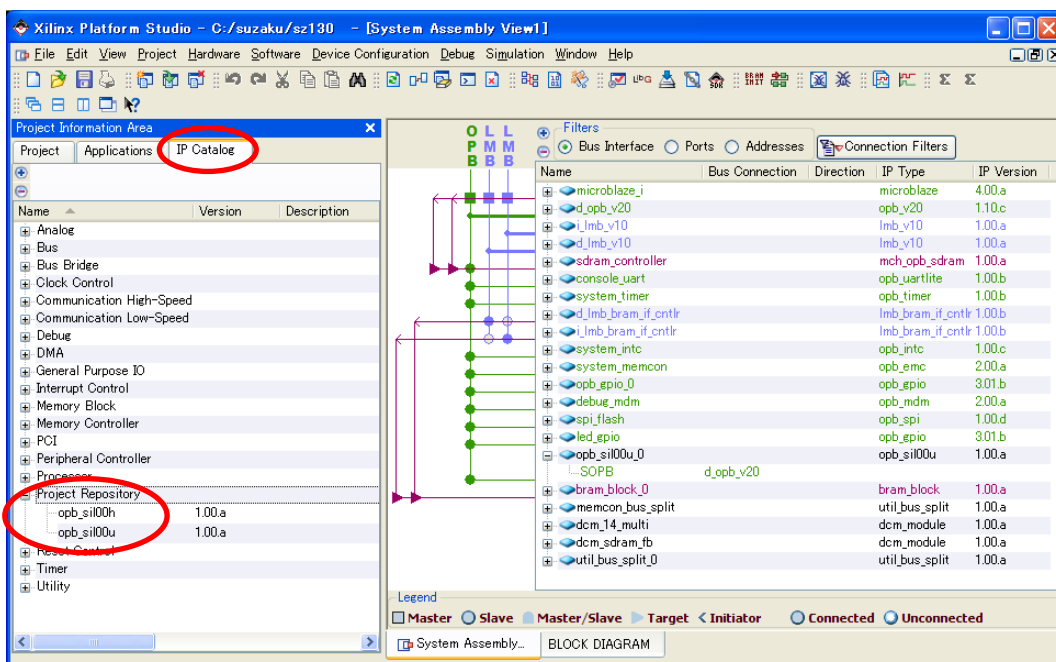 Xilinx Platform Studio - C:/suzaku/sz130 - [System Assembly View1]
File Edit View Project Hardware Software Device Configuration Debug Simulation Window Help
Project Information Area
Project Applications IP Catalog
Name Version Description
Analog
Bus
Bus Bridge
Clock Control
Communication High-Speed
Communication Low-Speed
Debug
DMA
General Purpose IO
Interrupt Control
Memory Block
Memory Controller
PCI
Peripheral Controller
Processor
Project Repository
opb_sil00h 1.00.a
opb_sil00u 1.00.a
Reset Control
Timer
Utility
OPB LMB LMB
Filters
Bus Interface Ports Addresses Connection Filters
Name Bus Connection Direction IP Type IP Version
microblaze_i microblaze 4.00.a
d_opb_v20 opb_v20 1.10.c
i_lmb_v10 lmb_v10 1.00.a
d_lmb_v10 lmb_v10 1.00.a
sdram_controller mch_opb_sdram 1.00.a
console_uart opb_uartlite 1.00.b
system_timer opb_timer 1.00.b
d_lmb_bram_if_cntlr lmb_bram_if_cntlr 1.00.b
i_lmb_bram_if_cntlr lmb_bram_if_cntlr 1.00.b
system_intc opb_intc 1.00.c
system_memcon opb_emc 2.00.a
opb_gpio_0 opb_gpio 3.01.b
debug_mdm opb_mdm 2.00.a
spi_flash opb_spi 1.00.d
led_gpio opb_gpio 3.01.b
opb_sil00u_0 opb_sil00u 1.00.a
SOPB d_opb_v20
bram_block_0 bram_block 1.00.a
memcon_bus_split util_bus_split 1.00.a
dcm_14_multi dcm_module 1.00.a
dcm_sdram_fb dcm_module 1.00.a
util_bus_split_0 util_bus_split 1.00.a
Legend
Master Slave Master/Slave Target Initiator Connected Unconnected
System Assembly... BLOCK DIAGRAM